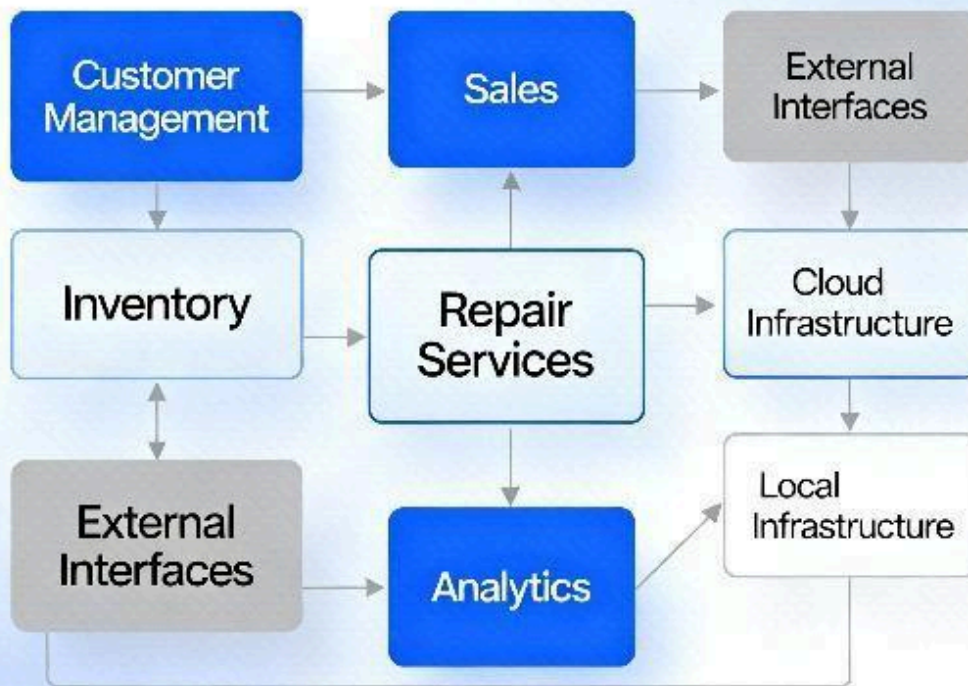 Customer
Management
Sales
External
Interfaces
Inventory
Repair
Services
Cloud
Infrastructure
External
Interfaces
Analytics
Local
Infrastructure